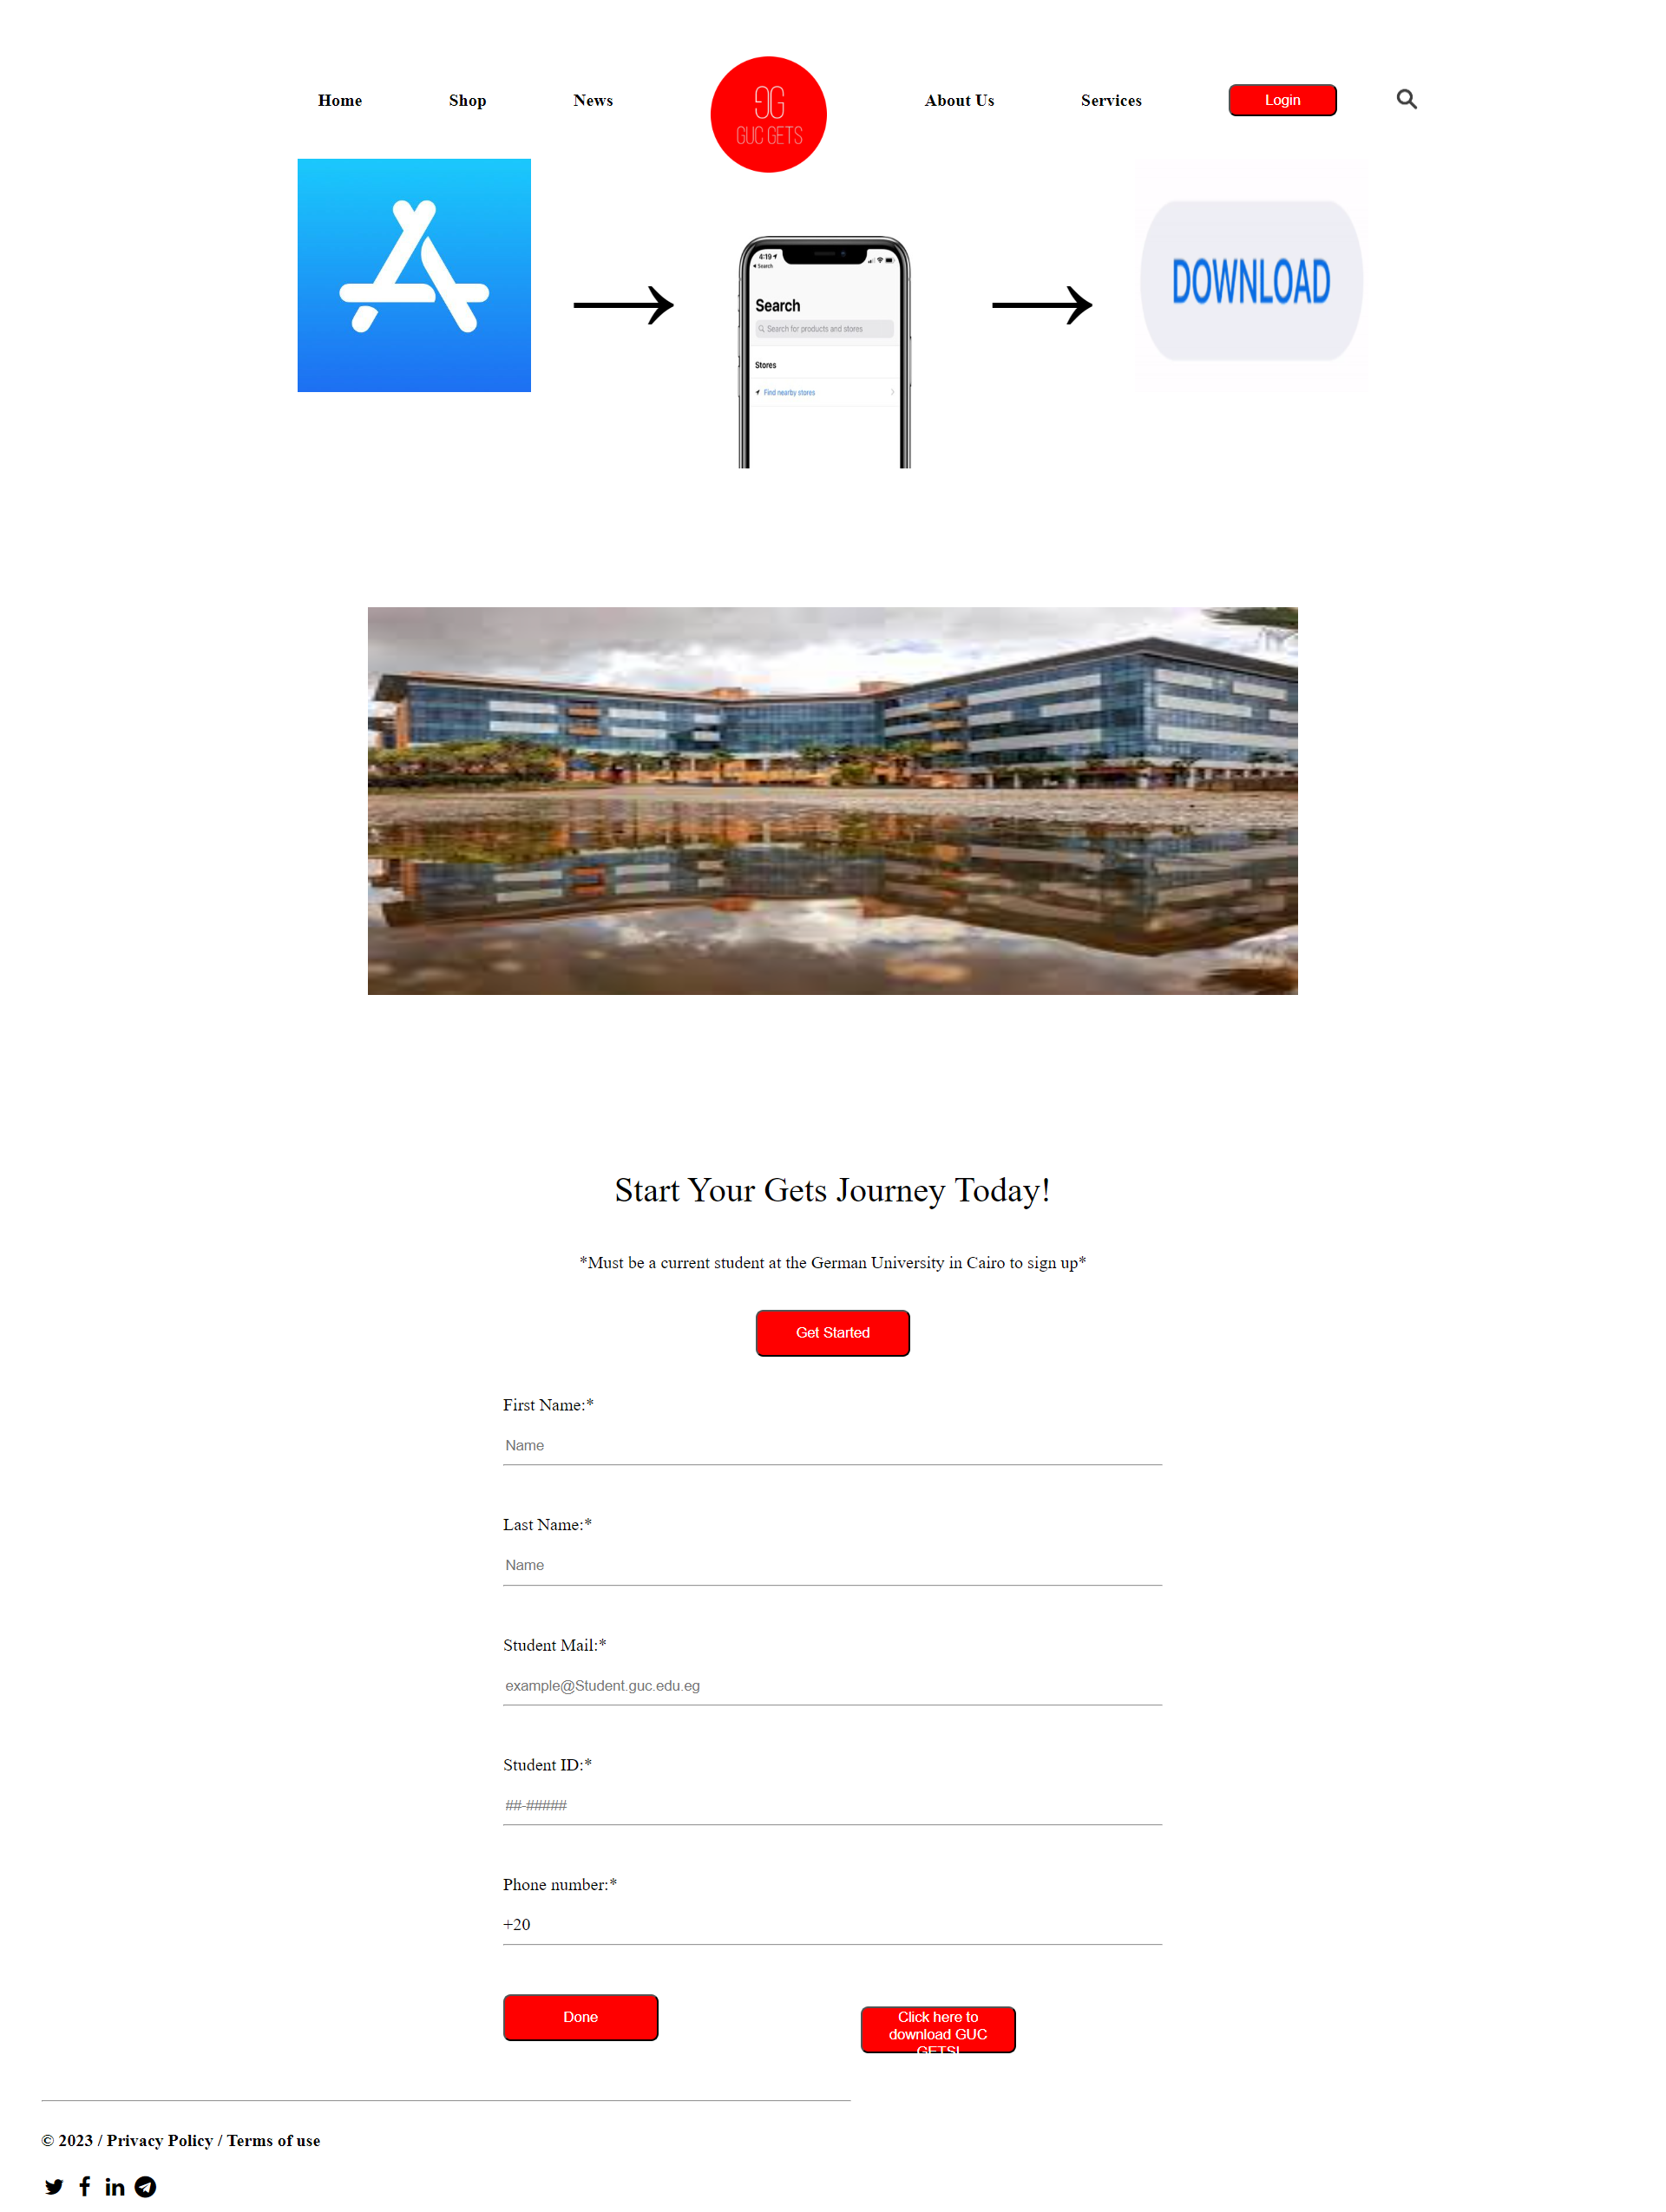 Home
Shop
News
GG
GUC GETS
About Us
Services
Login
4:19
Search
Search
Search for products and stores
Stores
Find nearby stores
DOWNLOAD
Start Your Gets Journey Today!
*Must be a current student at the German University in Cairo to sign up*
Get Started
First Name:*
Name
Last Name:*
Name
Student Mail:*
example@Student.guc.edu.eg
Student ID:*
##-#####
Phone number:*
+20
Done
Click here to
download GUC
GETS!
© 2023 / Privacy Policy / Terms of use